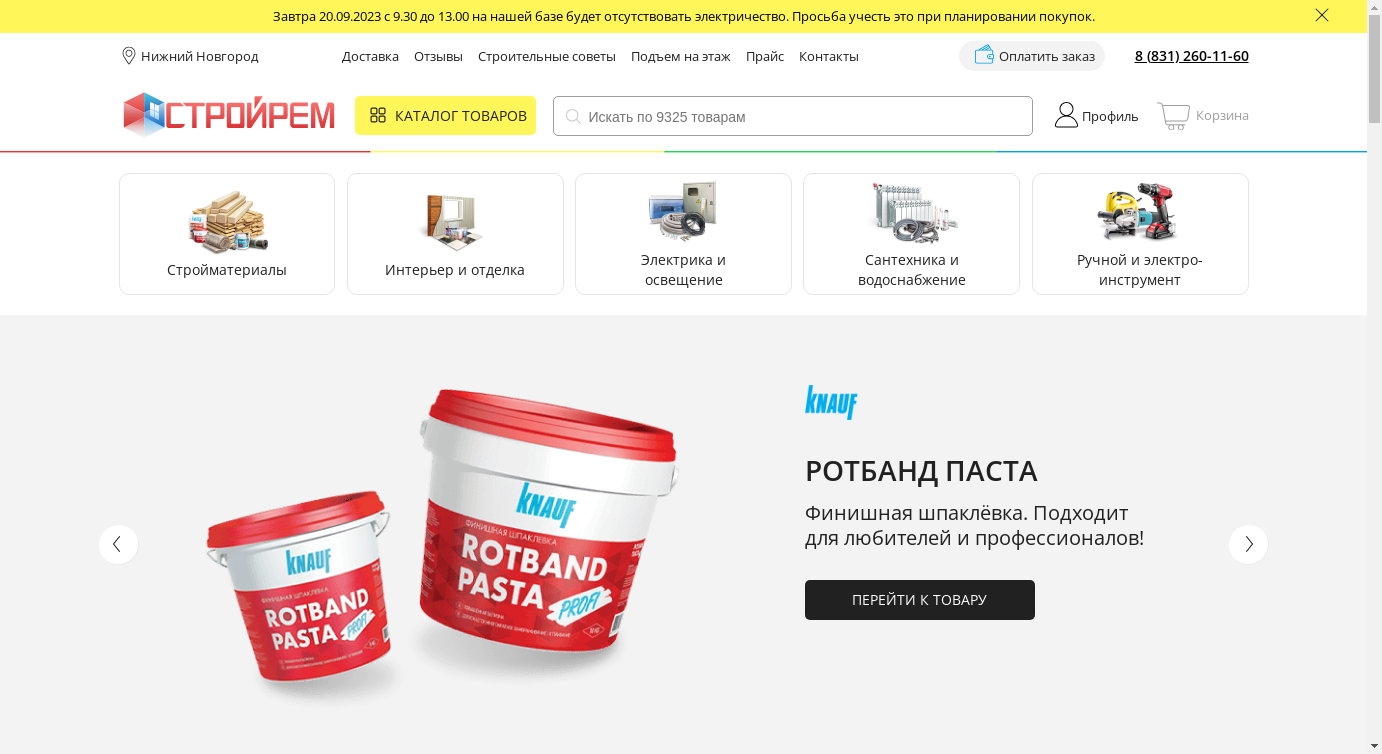 Завтра 20.09.2023 с 9.30 до 13.00 на нашей базе будет отсутствовать электричество. Просьба учесть это при планировании покупок.
Нижний Новгород
Доставка Отзывы Строительные советы Подъем на этаж Прайс Контакты
Оплатить заказ
8 (831) 260-11-60
СТРОЙРЕМ
КАТАЛОГ ТОВАРОВ
Искать по 9325 товарам
Профиль
Корзина
Стройматериалы
Интерьер и отделка
Электрика и
освещение
Сантехника и
водоснабжение
Ручной и электро-
инструмент
KNAUF
ФИНИШНАЯ ШПАКЛЕВКА
ROTBAND
PASTA
PROFI
KNAUF
ФИНИШНАЯ ШПАКЛЕВКА
ROTBAND
PASTA
PROFI
KNAUF
РОТБАНД ПАСТА
Финишная шпаклёвка. Подходит
для любителей и профессионалов!
ПЕРЕЙТИ К ТОВАРУ